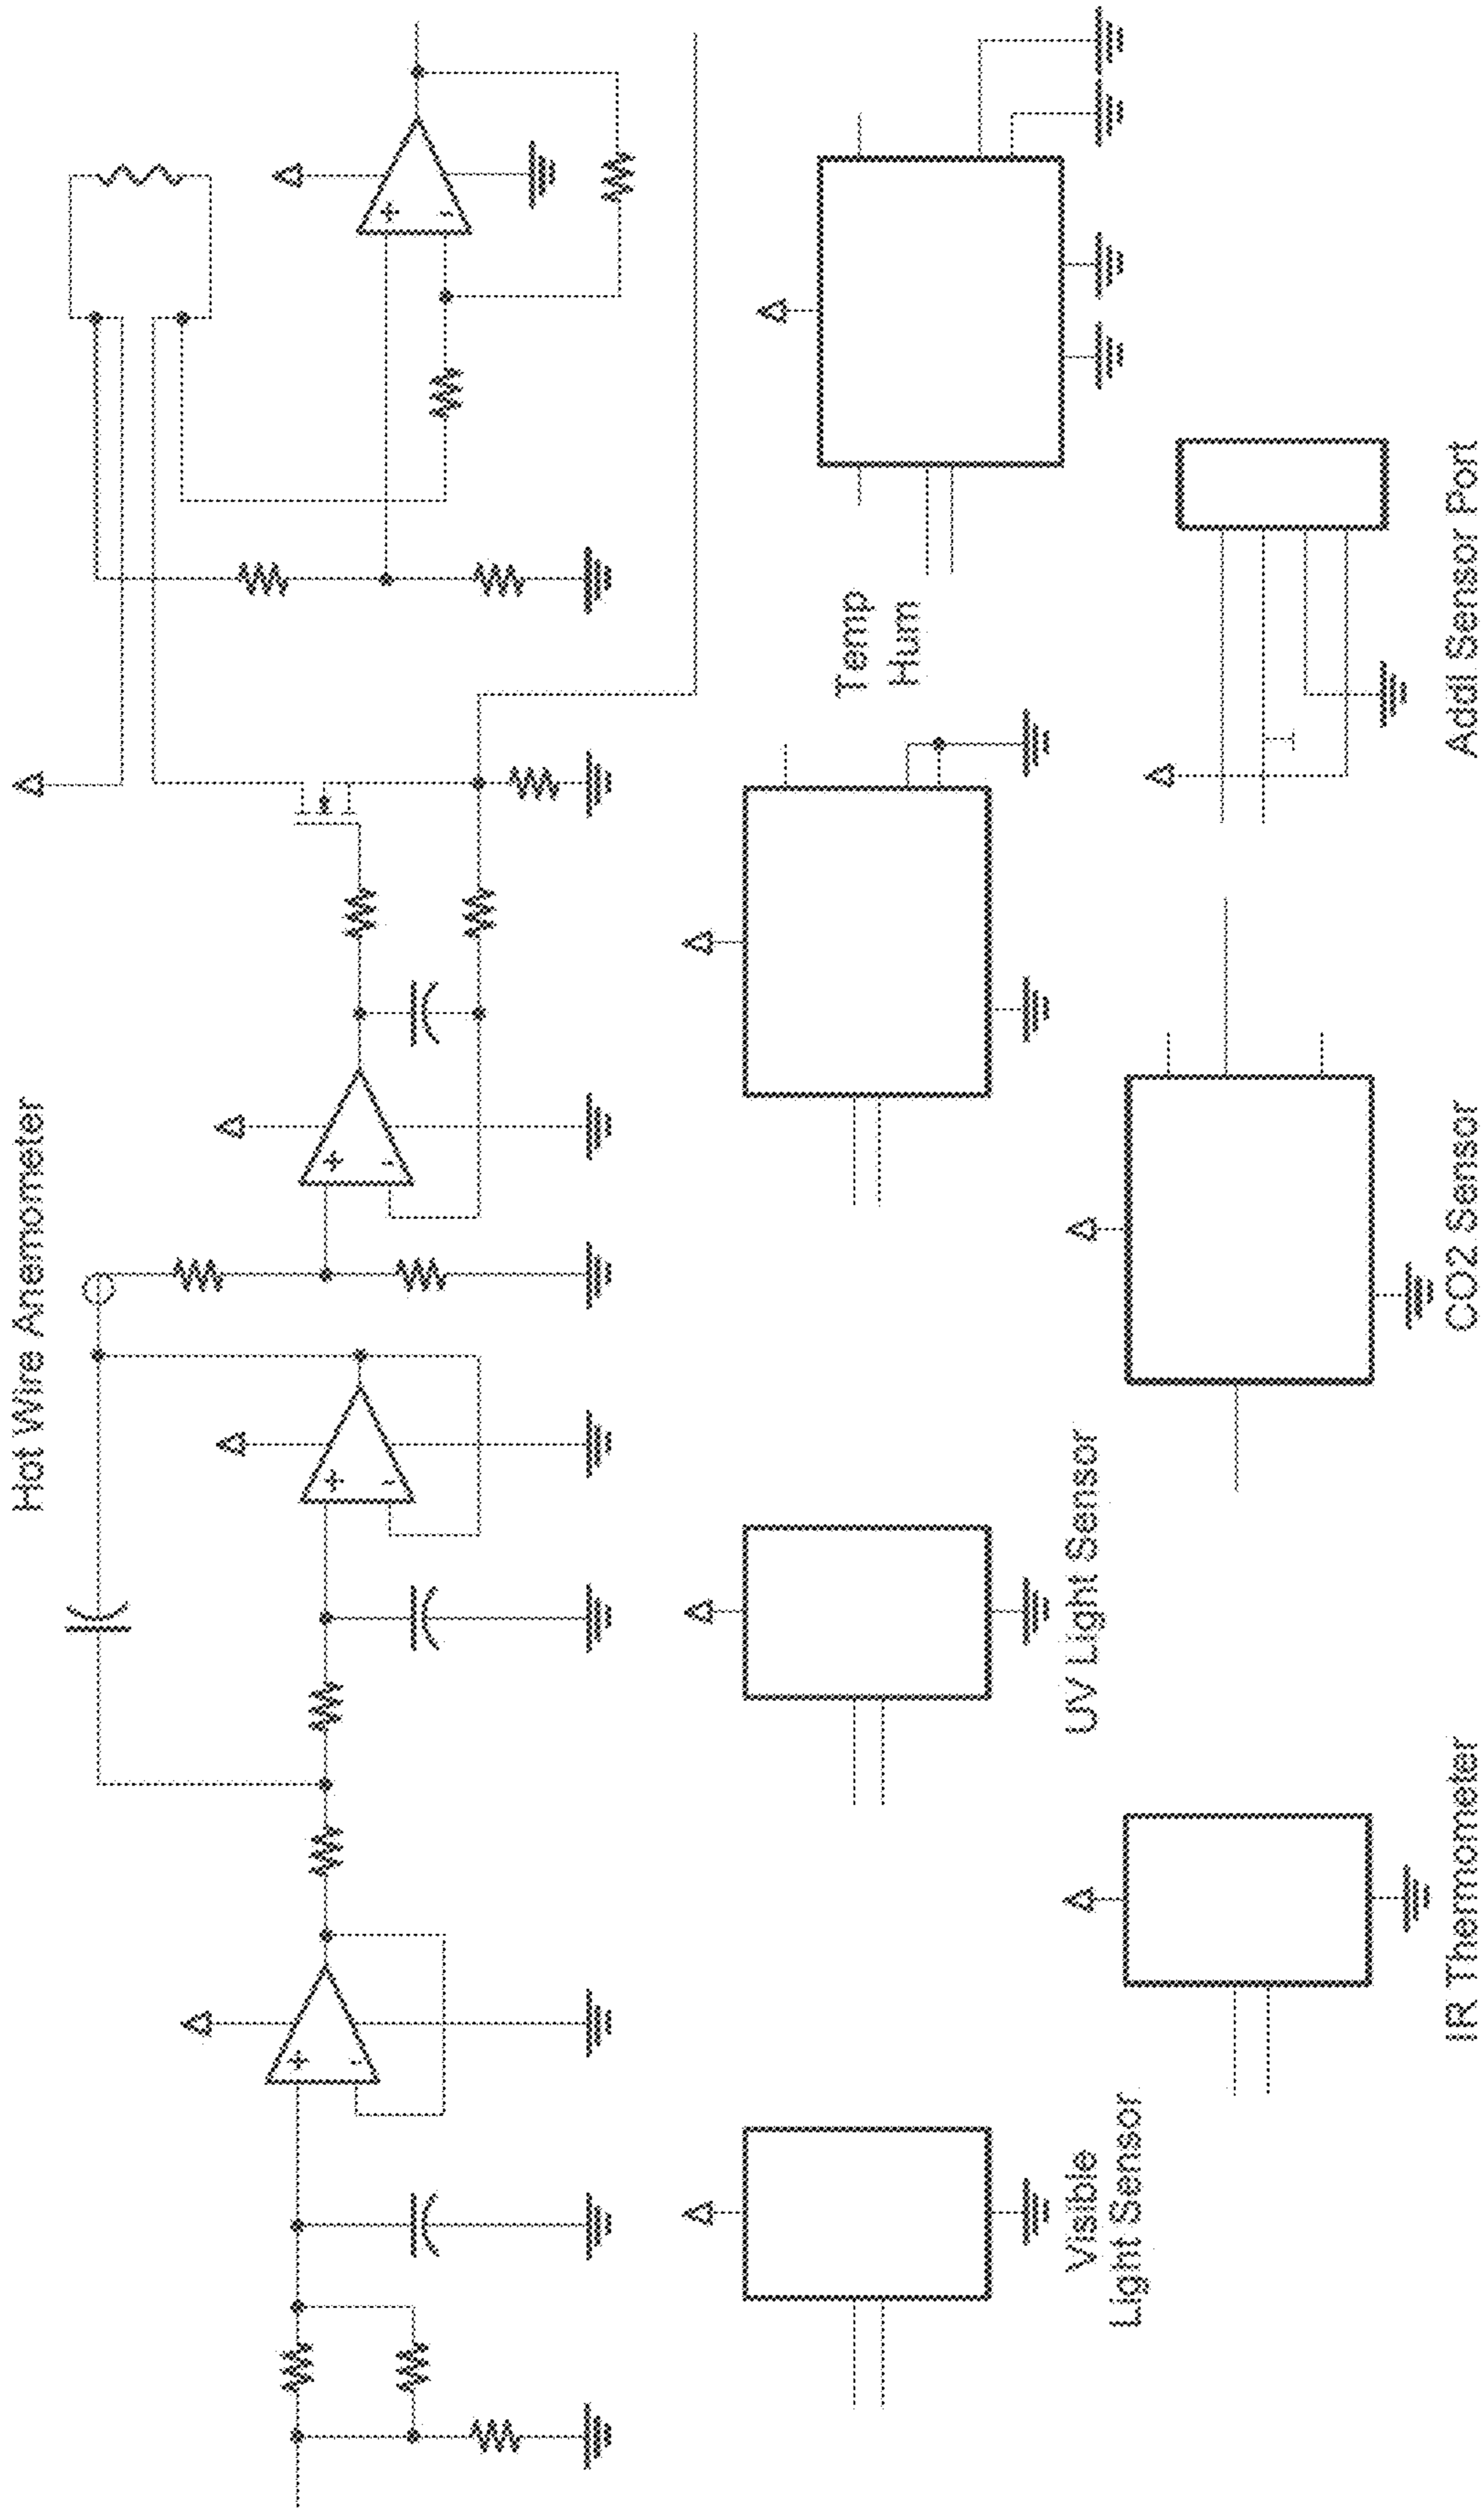 Hot Wire Anemometer
Temp
Hum
Visible
Light Sensor
UV Light Sensor
IR Thermometer
CO2 Sensor
Addl Sensor Port